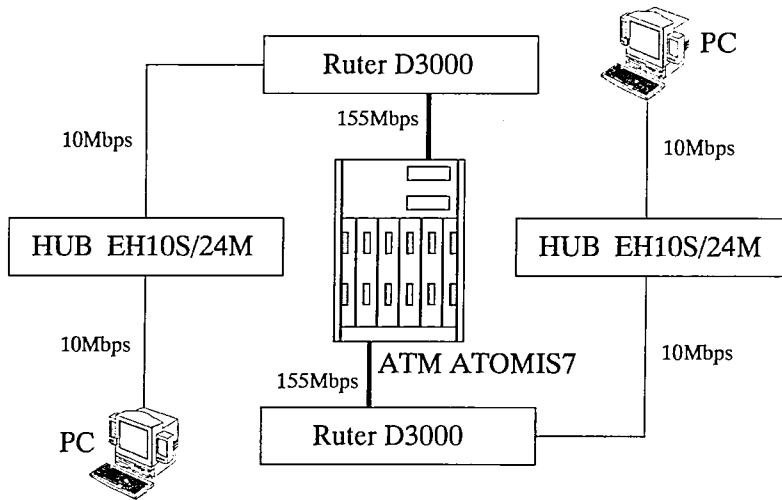 Ruter D3000
PC
155Mbps
10Mbps
10Mbps
HUB EH10S/24M
HUB EH10S/24M
10Mbps
10Mbps
155Mbps
ATM ATOMIS7
PC
Ruter D3000